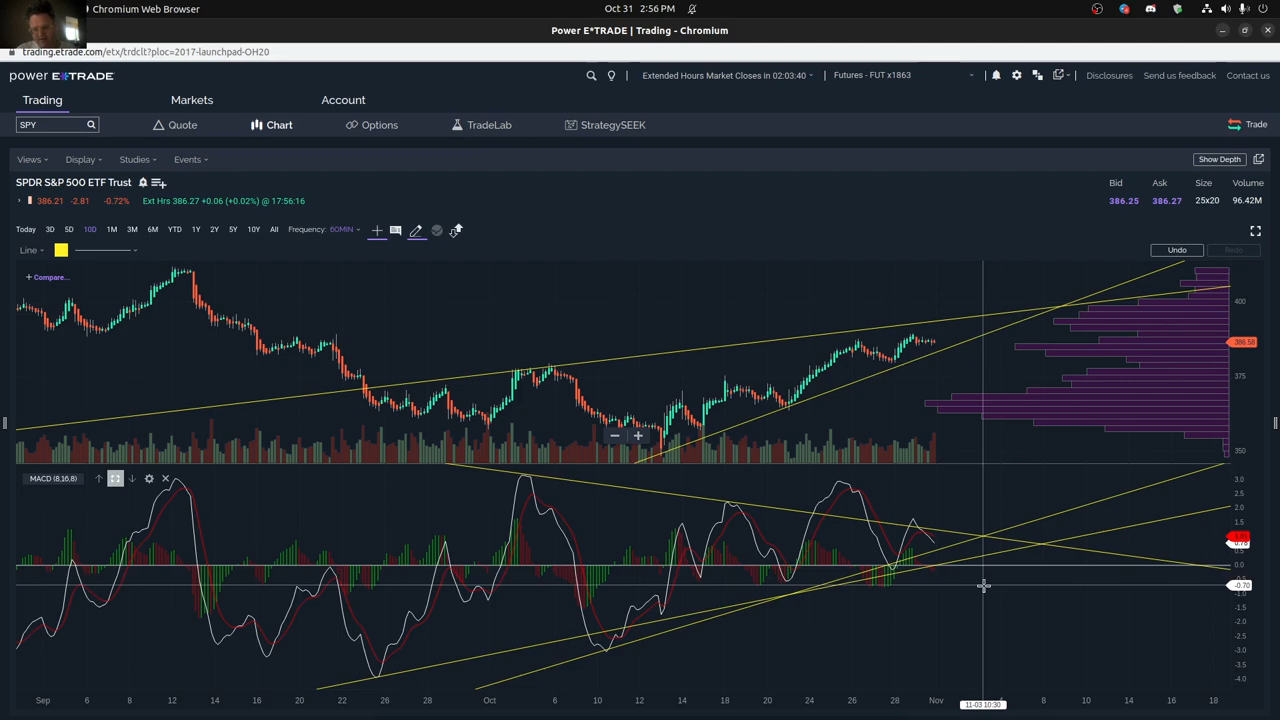 Chromium Web Browser
Oct 31 2:56 PM
Power E*TRADE | Trading - Chromium
trading.etrade.com/etx/trdclt?ploc=2017-launchpad-OH20
power E*TRADE
Extended Hours Market Closes in 02:03:40
Futures - FUT x1863
Disclosures Send us feedback Contact us
Trading Markets Account
SPY Quote Chart Options TradeLab StrategySEEK Trade
Views Display Studies Events Show Depth
SPDR S&P 500 ETF Trust
Bid Ask Size Volume
386.21 -2.81 -0.72% Ext Hrs 386.27 +0.06 (+0.02%) @ 17:56:16
386.25 386.27 25x20 96.42M
Today 3D 5D 10D 1M 3M 6M YTD 1Y 2Y 5Y 10Y All Frequency: 60MIN
Line Undo Redo
+ Compare...
400
386.58
375
350
MACD (8,16,8)
3.0
2.5
2.0
1.5
0.5
0.0
-0.70
-1.0
-1.5
-2.0
-2.5
-3.0
-3.5
-4.0
Sep 6 8 12 14 16 20 22 26 28 Oct 4 6 10 12 14 18 20 24 26 28 Nov 8 10 14 16 18
11-03 10:30